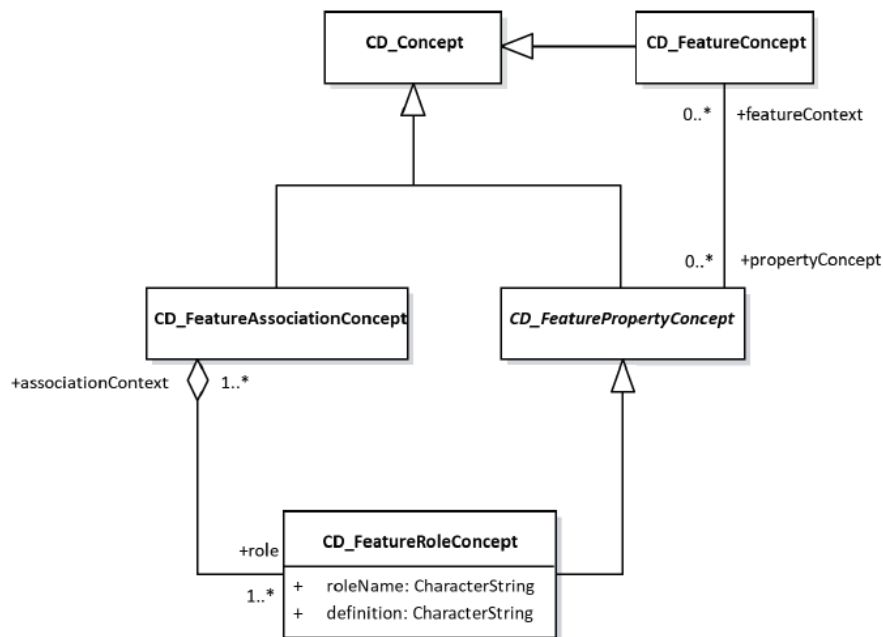 CD_Concept
CD_FeatureConcept
0..* +featureContext
0..* +propertyConcept
CD_FeatureAssociationConcept
CD_FeaturePropertyConcept
+associationContext 1..*
CD_FeatureRoleConcept
+role
+ roleName: CharacterString
1..*
+ definition: CharacterString